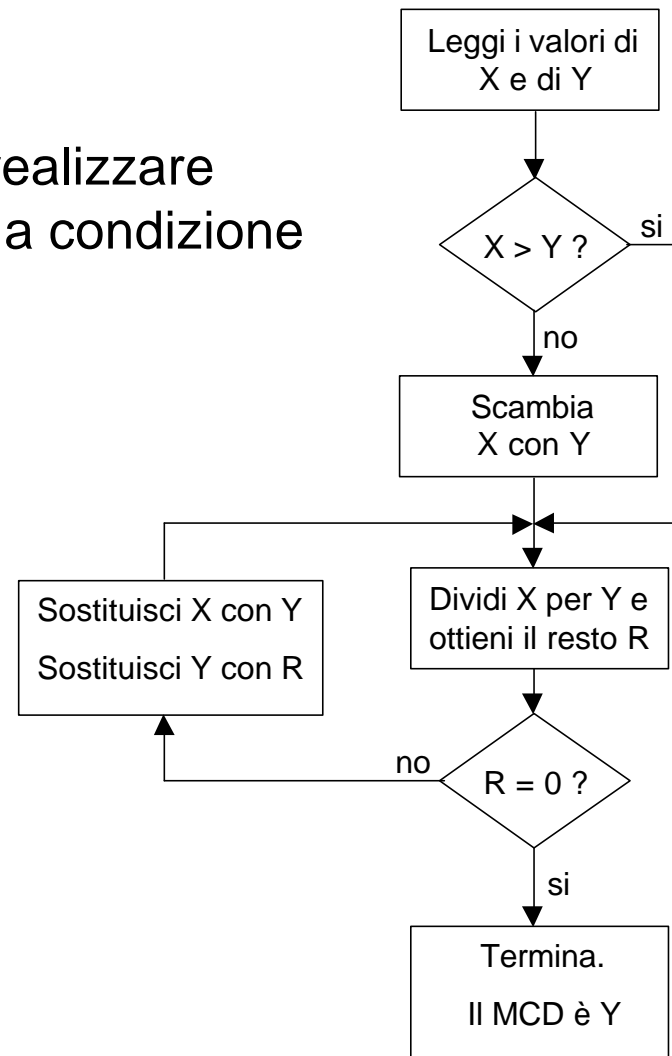 Leggi i valori di
X e di Y
realizzare
a condizione
X > Y ?
si
no
Scambia
X con Y
Sostituisci X con Y
Sostituisci Y con R
Dividi X per Y e
ottieni il resto R
no
R = 0 ?
si
Termina.
Il MCD è Y